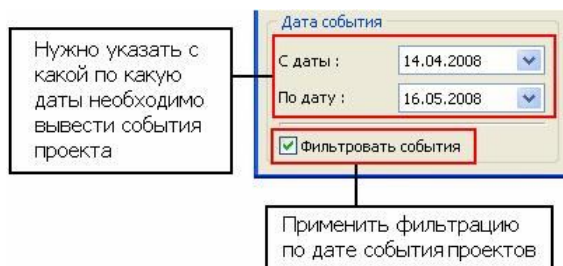 Нужно указать с
какой по какую
даты необходимо
вывести события
проекта
Дата события
С даты : 14.04.2008
По дату : 16.05.2008
Фильтровать события
Применить фильтрацию
по дате события проектов